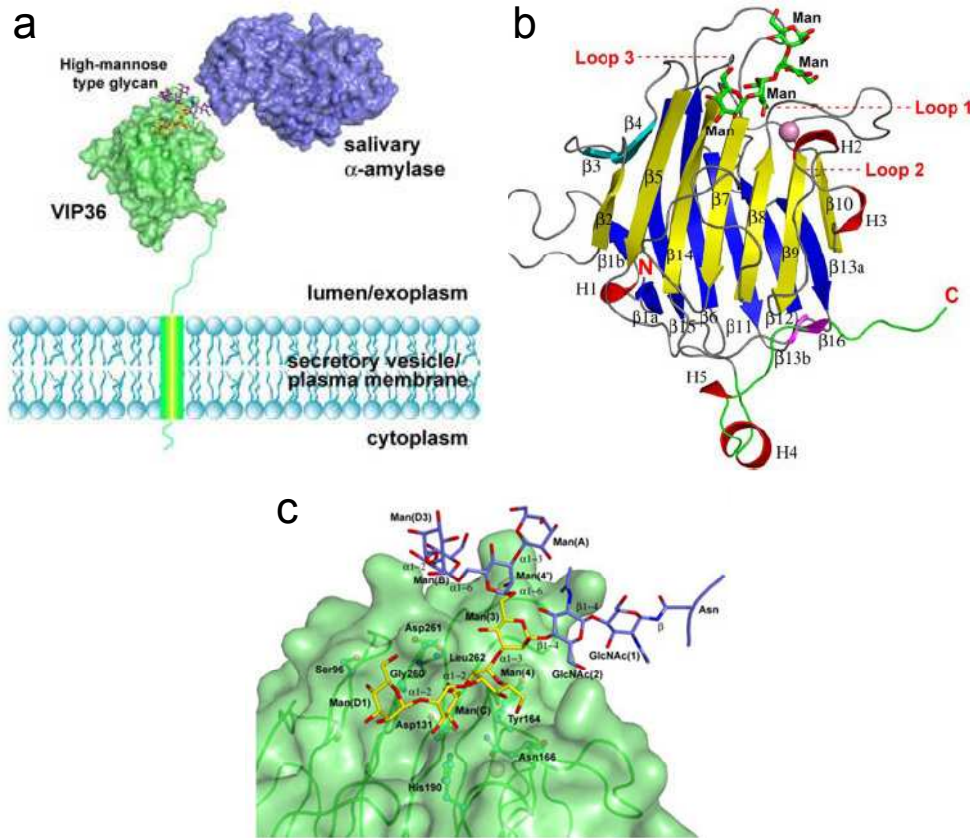 a
High-mannose
type glycan
salivary
α-amylase
VIP36
lumen/exoplasm
secretory vesicle/
plasma membrane
cytoplasm
b
Man
Loop 3
Man
Man
Loop 1
Man
β4
H2
β3
Loop 2
β5
β7
β10
β2
β8
H3
β1b
N
β14
β9
β13a
H1
C
β1a
β15
β6
β11
β12
β16
β13b
H5
H4
c
Man(D3)
Man(A)
α1-2
α1-3
Man(B)
α1-6
Man(4')
α1-6
β1-4
Asn
Man(3)
β
Asp261
β1-4
GlcNAc(1)
Ser96
Leu262
α1-3
GlcNAc(2)
Gly260
α1-2
Man(4)
α1-2
Man(D1)
Man(C)
Asp131
Tyr164
Asn166
His190